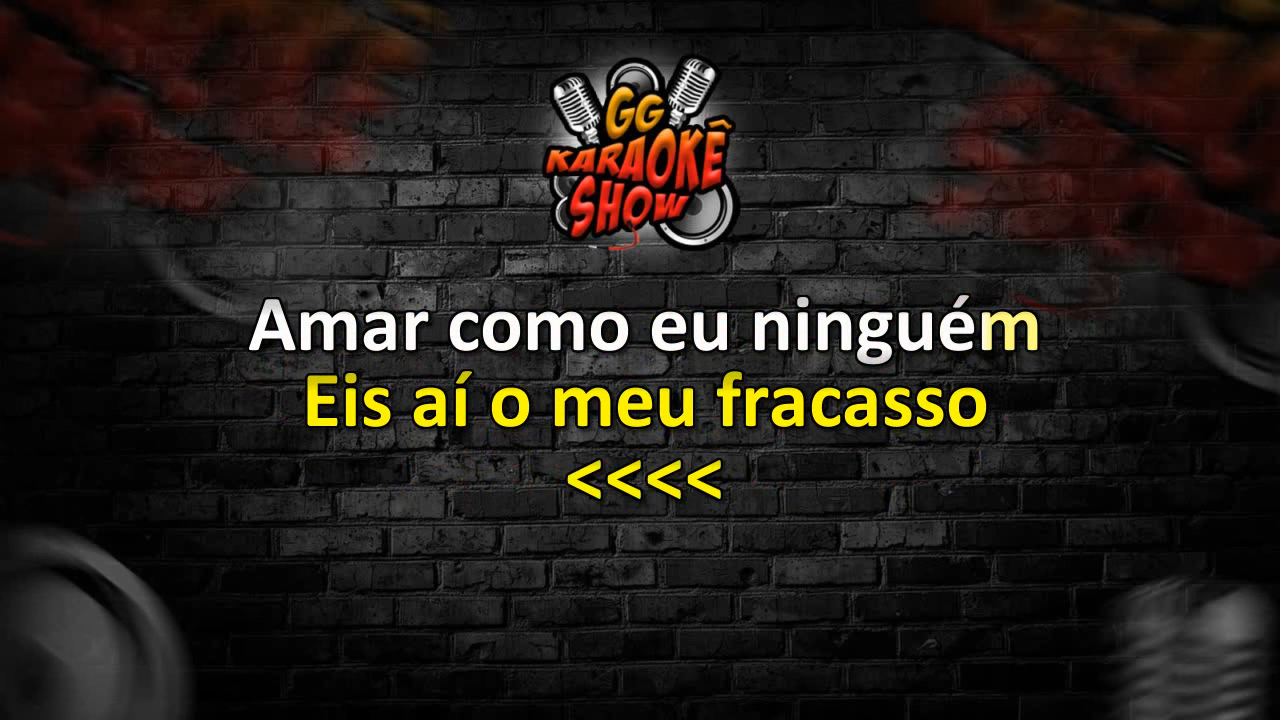 GG
KARAOKÊ
SHOW
Amar como eu ninguém
Eis aí o meu fracasso
<<<<